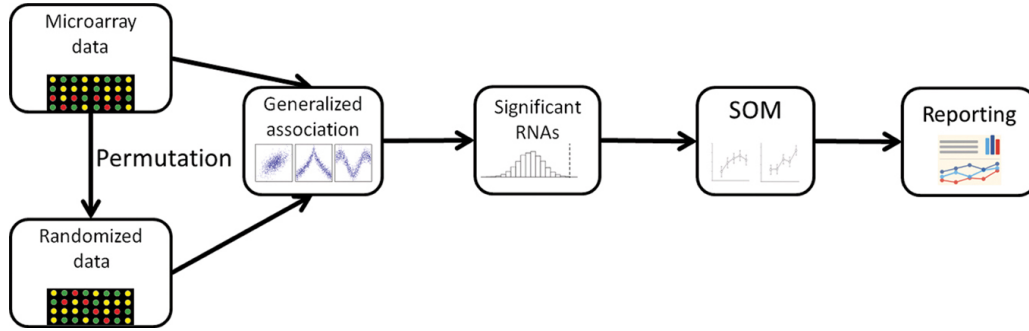 Microarray
data
Permutation
Randomized
data
Generalized
association
Significant
RNAs
SOM
Reporting